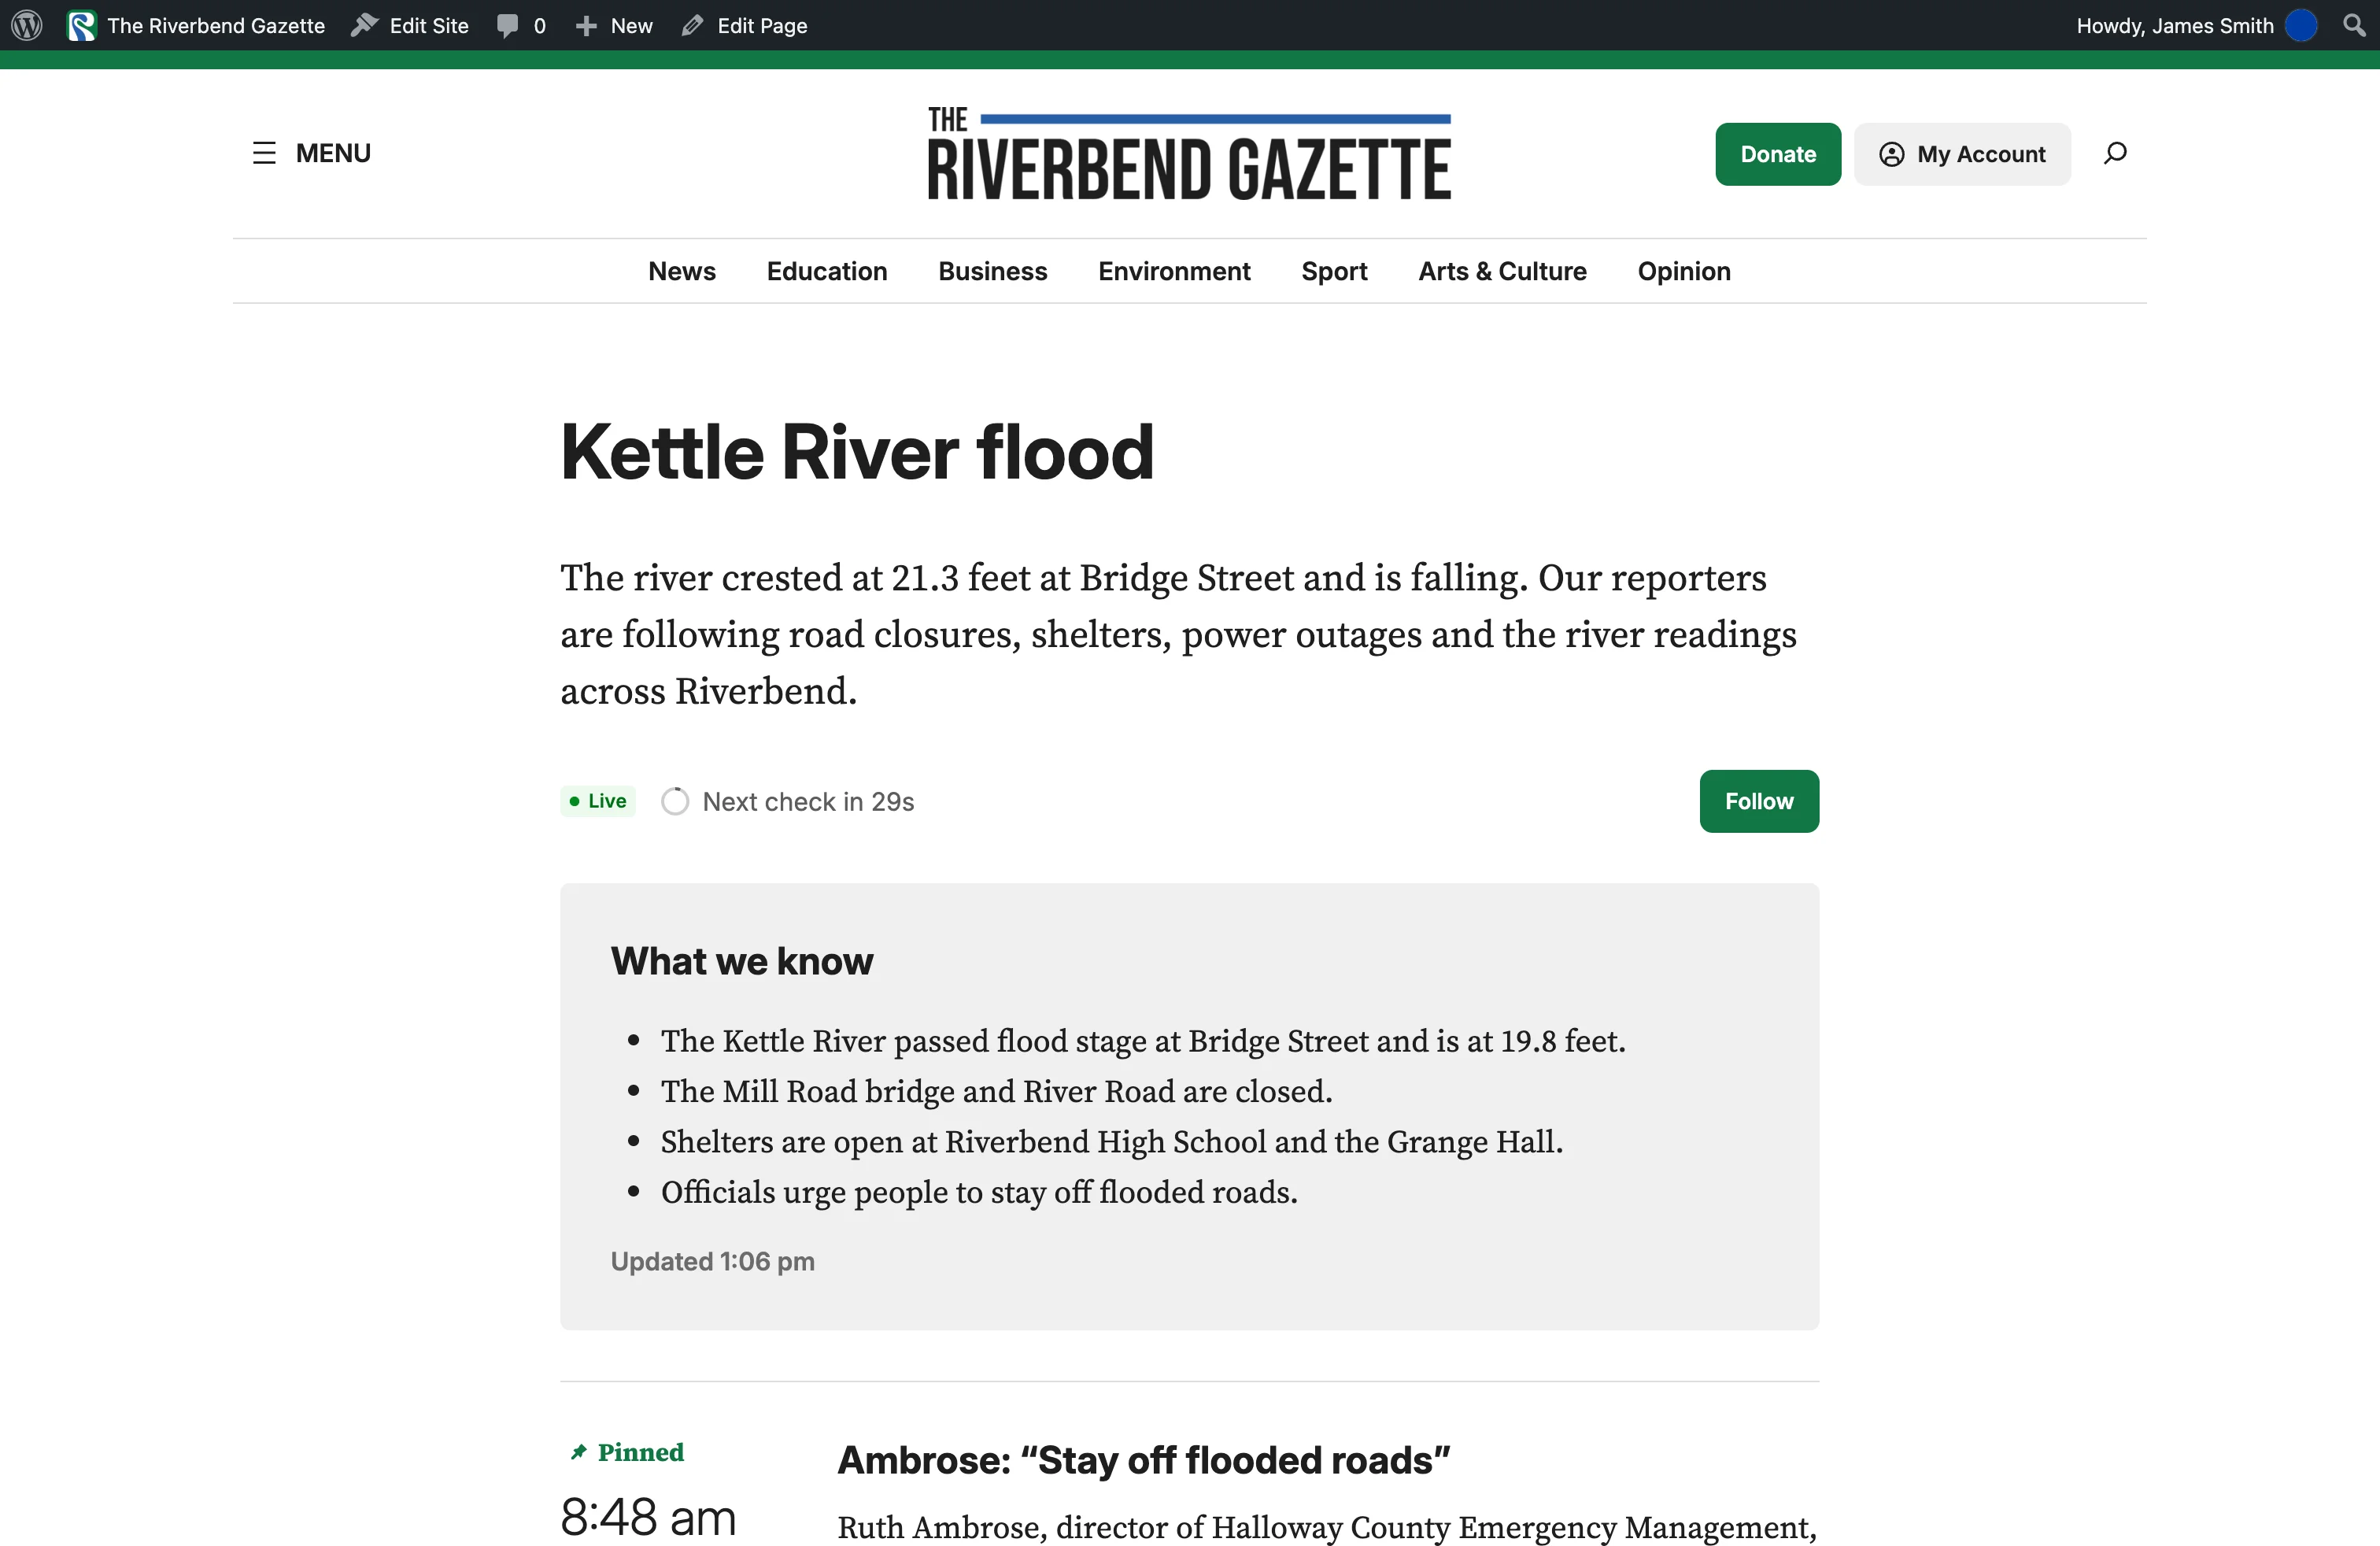 The Riverbend Gazette Edit Site 0 New Edit Page Howdy, James Smith
MENU
THE
RIVERBEND GAZETTE
Donate My Account
News Education Business Environment Sport Arts & Culture Opinion
Kettle River flood
The river crested at 21.3 feet at Bridge Street and is falling. Our reporters
are following road closures, shelters, power outages and the river readings
across Riverbend.
Live Next check in 29s Follow
What we know
• The Kettle River passed flood stage at Bridge Street and is at 19.8 feet.
• The Mill Road bridge and River Road are closed.
• Shelters are open at Riverbend High School and the Grange Hall.
• Officials urge people to stay off flooded roads.
Updated 1:06 pm
Pinned
8:48 am
Ambrose: “Stay off flooded roads”
Ruth Ambrose, director of Halloway County Emergency Management,